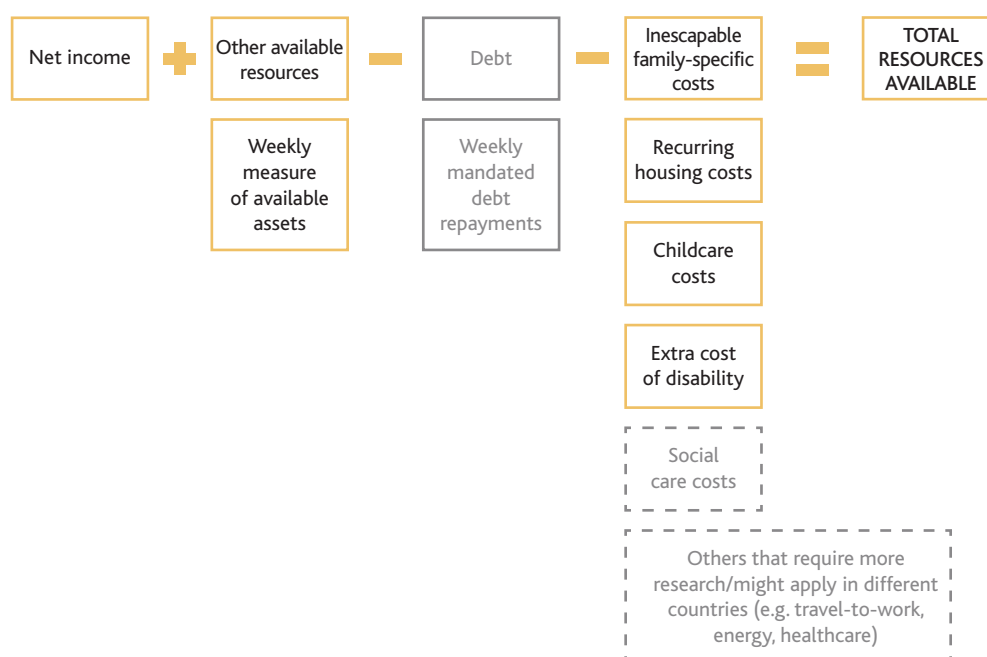 Net income
Other available
resources
Debt
Inescapable
family-specific
costs
TOTAL
RESOURCES
AVAILABLE
Weekly
measure
of available
assets
Weekly
mandated
debt
repayments
Recurring
housing costs
Childcare
costs
Extra cost
of disability
Social
care costs
Others that require more
research/might apply in different
countries (e.g. travel-to-work,
energy, healthcare)